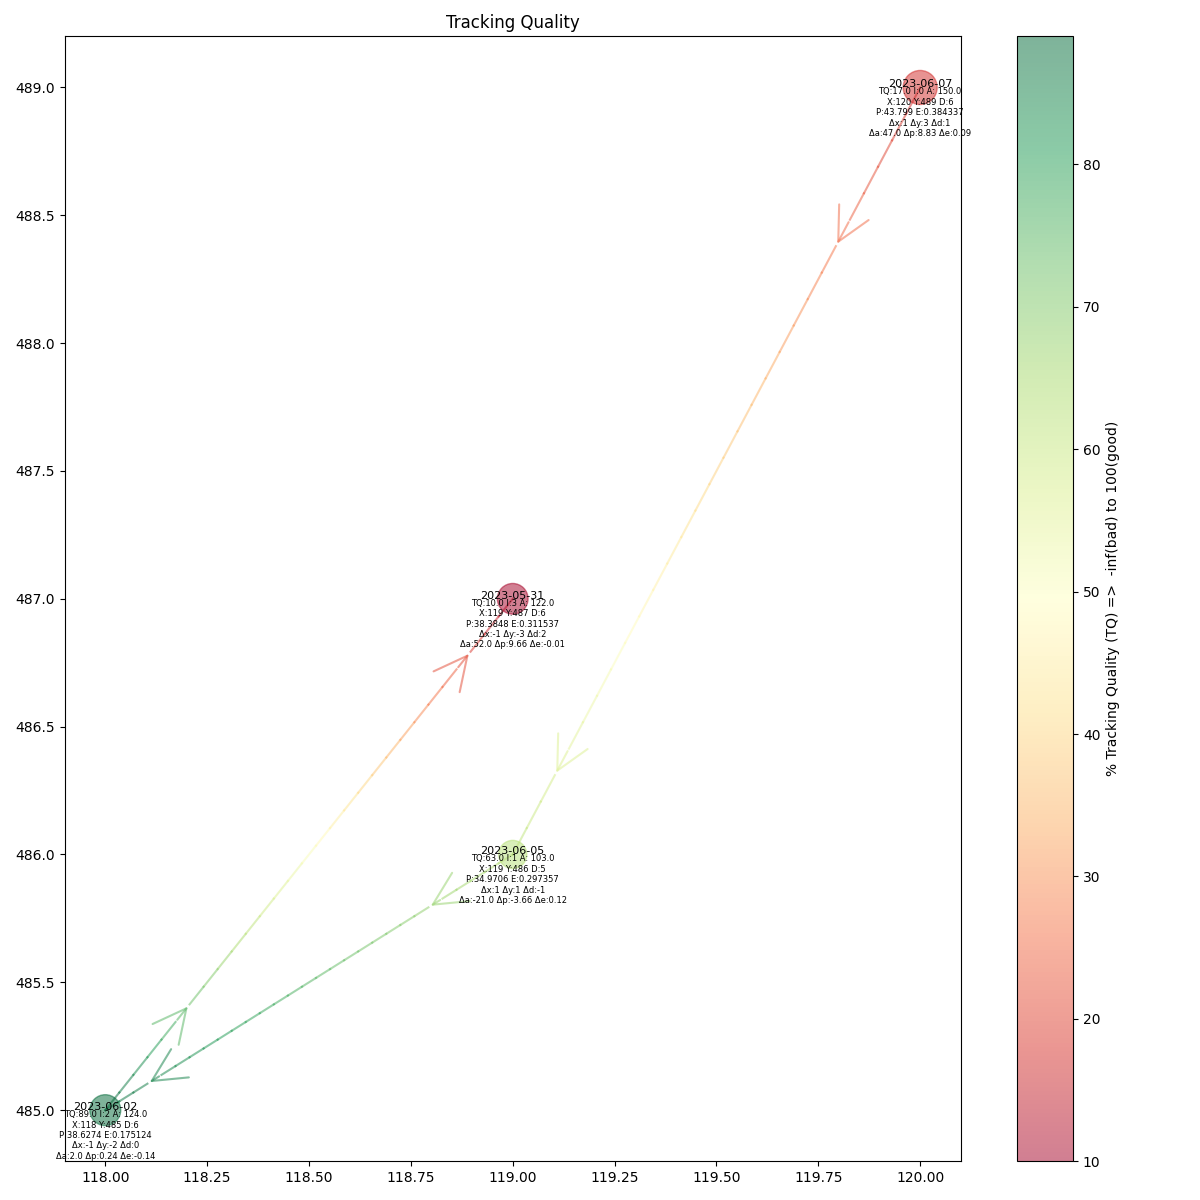 Tracking Quality
489.0
488.5
488.0
487.5
487.0
486.5
486.0
485.5
485.0
118.00
118.25
118.50
118.75
119.00
119.25
119.50
119.75
120.00
2023-06-07
TQ:17.0 I:0 A: 150.0
X:120 Y:489 D:6
P:43.799 E:0.384337
Δx:1 Δy:3 Δd:1
Δa:47.0 Δp:8.83 Δe:0.09
2023-05-31
TQ:10.0 I:3 A: 122.0
X:119 Y:487 D:6
P:38.3848 E:0.311537
Δx:-1 Δy:-3 Δd:2
Δa:52.0 Δp:9.66 Δe:-0.01
2023-06-05
TQ:63.0 I:1 A: 103.0
X:119 Y:486 D:5
P:34.9706 E:0.297357
Δx:1 Δy:1 Δd:-1
Δa:-21.0 Δp:-3.66 Δe:0.12
2023-06-02
TQ:89.0 I:2 A: 124.0
X:118 Y:485 D:6
P:38.6274 E:0.175124
Δx:-1 Δy:-2 Δd:0
Δa:2.0 Δp:0.24 Δe:-0.14
80
70
60
50
40
30
20
10
% Tracking Quality (TQ) => -inf(bad) to 100(good)